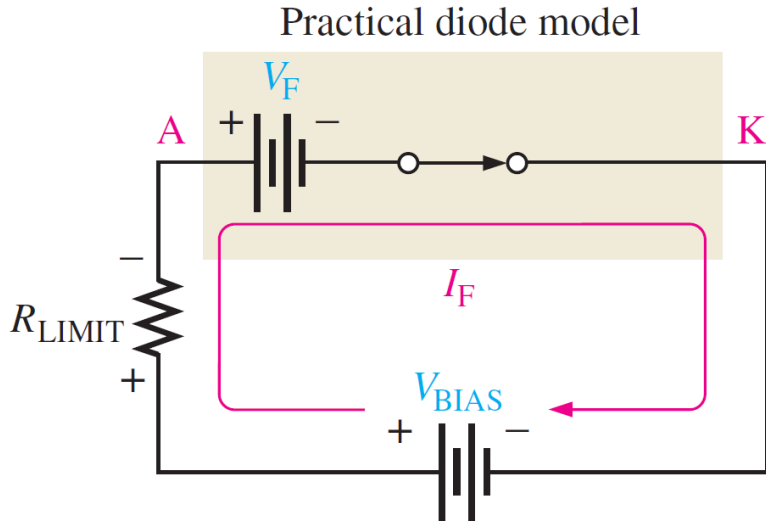 Practical diode model
V_F
+ −
A K
−
I_F
R_LIMIT
+
V_BIAS
+ −